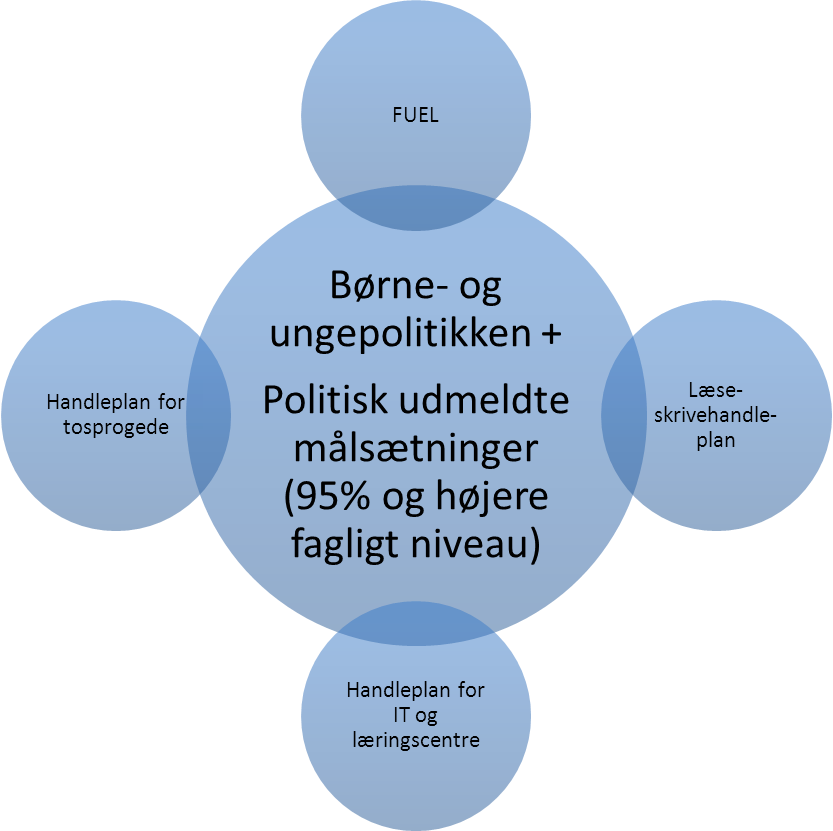 FUEL
Børne- og
ungepolitikken +
Politisk udmeldte
målsætninger
(95% og højere
fagligt niveau)
Handleplan for
tosprogede
Læse-
skrivehandle-
plan
Handleplan for
IT og
læringscentre